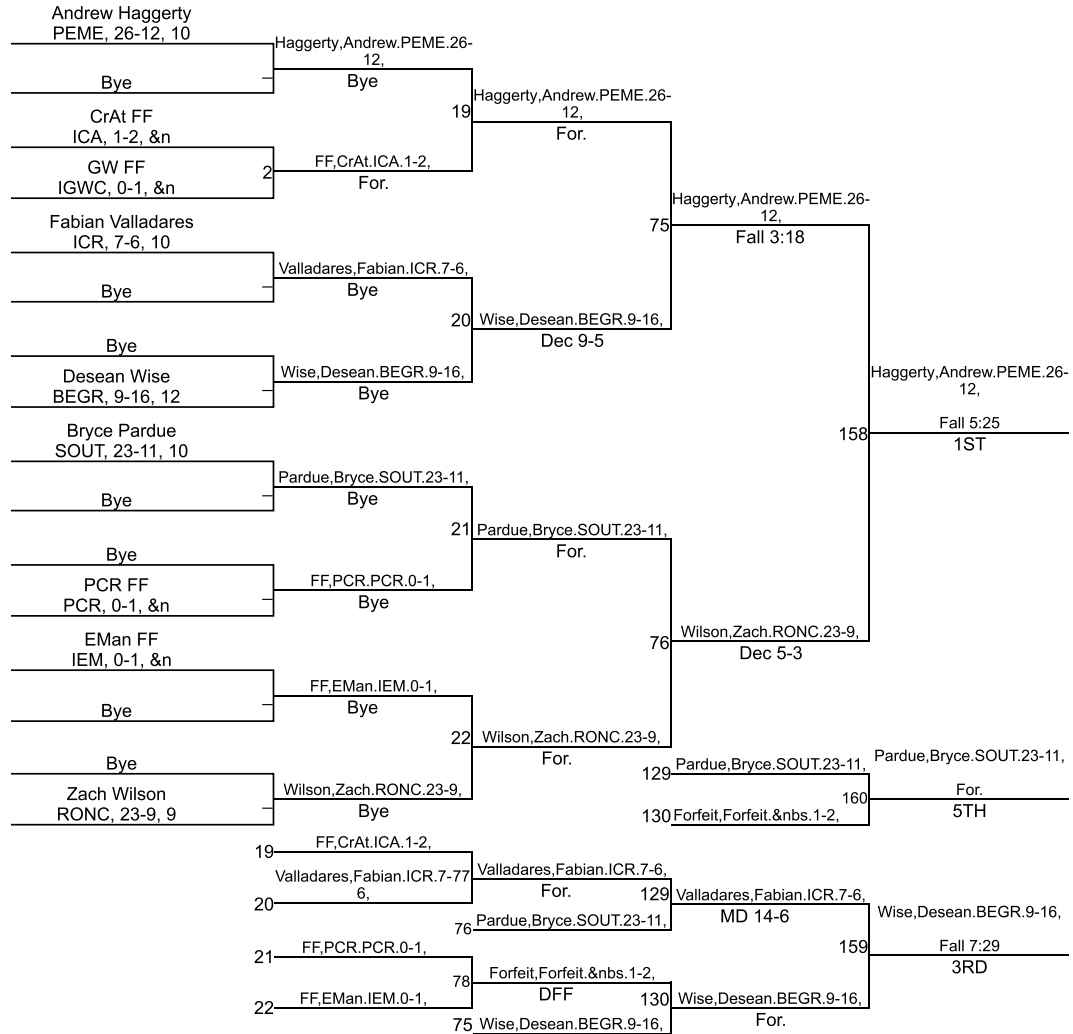 Andrew Haggerty
PEME, 26-12, 10
Haggerty,Andrew.PEME.26-
12,
Bye
Bye
19
Haggerty,Andrew.PEME.26-
12,
For.
CrAt FF
ICA, 1-2, &n
GW FF
IGWC, 0-1, &n
2
FF,CrAt.ICA.1-2,
For.
Haggerty,Andrew.PEME.26-
12,
75
Fall 3:18
Fabian Valladares
ICR, 7-6, 10
Valladares,Fabian.ICR.7-6,
Bye
Bye
20
Wise,Desean.BEGR.9-16,
Dec 9-5
Bye
Desean Wise
BEGR, 9-16, 12
Wise,Desean.BEGR.9-16,
Bye
Haggerty,Andrew.PEME.26-
12,
158
Fall 5:25
1ST
Bryce Pardue
SOUT, 23-11, 10
Pardue,Bryce.SOUT.23-11,
Bye
Bye
21
Pardue,Bryce.SOUT.23-11,
For.
Bye
PCR FF
PCR, 0-1, &n
FF,PCR.PCR.0-1,
Bye
76
Wilson,Zach.RONC.23-9,
Dec 5-3
EMan FF
IEM, 0-1, &n
FF,EMan.IEM.0-1,
Bye
Bye
22
Wilson,Zach.RONC.23-9,
For.
Bye
Zach Wilson
RONC, 23-9, 9
Wilson,Zach.RONC.23-9,
Bye
129
Pardue,Bryce.SOUT.23-11,
130
Forfeit,Forfeit.&nbs.1-2,
160
Pardue,Bryce.SOUT.23-11,
For.
5TH
19
FF,CrAt.ICA.1-2,
20
Valladares,Fabian.ICR.7-77
6,
Valladares,Fabian.ICR.7-6,
For.
76
Pardue,Bryce.SOUT.23-11,
129
Valladares,Fabian.ICR.7-6,
MD 14-6
21
FF,PCR.PCR.0-1,
22
FF,EMan.IEM.0-1,
78
Forfeit,Forfeit.&nbs.1-2,
DFF
75
Wise,Desean.BEGR.9-16,
130
Wise,Desean.BEGR.9-16,
For.
159
Wise,Desean.BEGR.9-16,
Fall 7:29
3RD